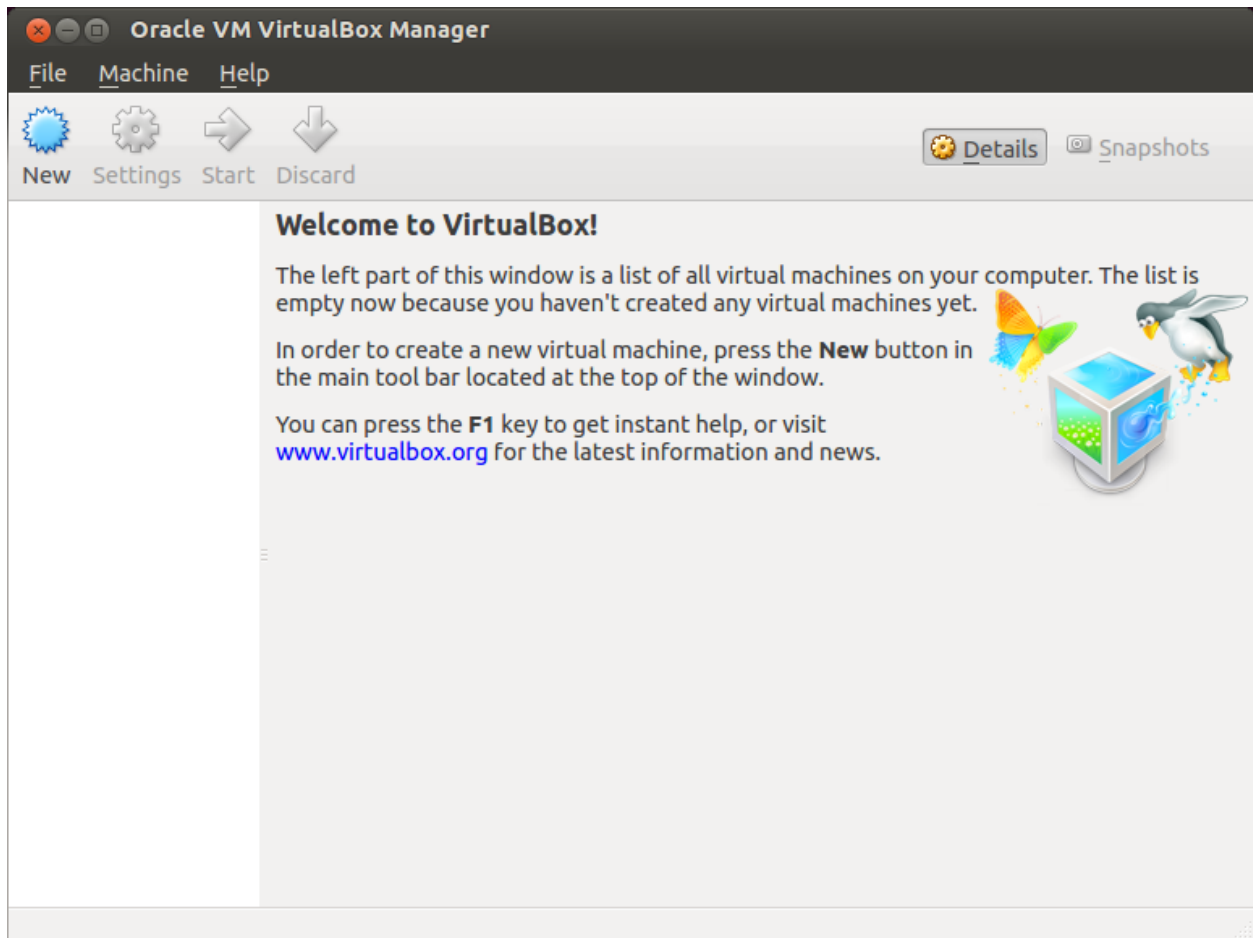 Oracle VM VirtualBox Manager
File Machine Help
New Settings Start Discard
Details Snapshots
Welcome to VirtualBox!
The left part of this window is a list of all virtual machines on your computer. The list is
empty now because you haven't created any virtual machines yet.
In order to create a new virtual machine, press the New button in
the main tool bar located at the top of the window.
You can press the F1 key to get instant help, or visit
www.virtualbox.org for the latest information and news.